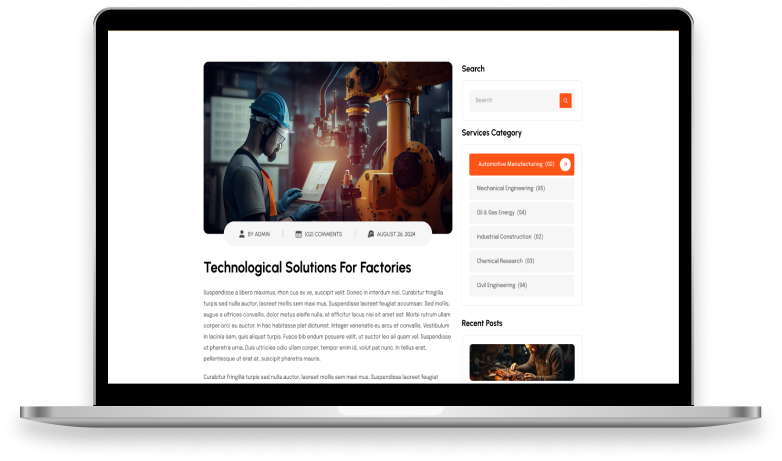 BY ADMIN
(02) COMMENTS
AUGUST 26, 2024
Technological Solutions For Factories
Suspendisse a libero maximus, rhon cus ex ve, suscipit velit. Donec in interdum nisl. Curabitur fringilla
turpis sed nulla auctor, laoreet mollis sem maxi mus. Suspendisse laoreet feugiat accumsan. Sed mollis,
augue a ultrices convallis, dolor metus eleife nulla, at efficitur lacus nisi sit amet est. Morbi rutrum ullam
corper orci eu auctor. In hac habitasse plat dictumst. Integer venenatis eu arcu et convallis. Vestibulum
in lacinia sem, quis aliquet turpis. Fusce bib endum posuere velit, ut auctor leo ali quam vel. Suspendisse
ut pharetra urna. Duis ultricies odio ullam corper, tempor enim id, volut pat nunc. In tellus erat,
pellentesque ut erat at, suscipit pharetra mauris.
Curabitur fringilla turpis sed nulla auctor, laoreet mollis sem maxi mus. Suspendisse laoreet feugiat
Search
Search
Services Category
Automotive Manufacturing (02)
Mechanical Engineering (05)
Oil & Gas Energy (04)
Industrial Construction (02)
Chemical Research (03)
Civil Engineering (04)
Recent Posts